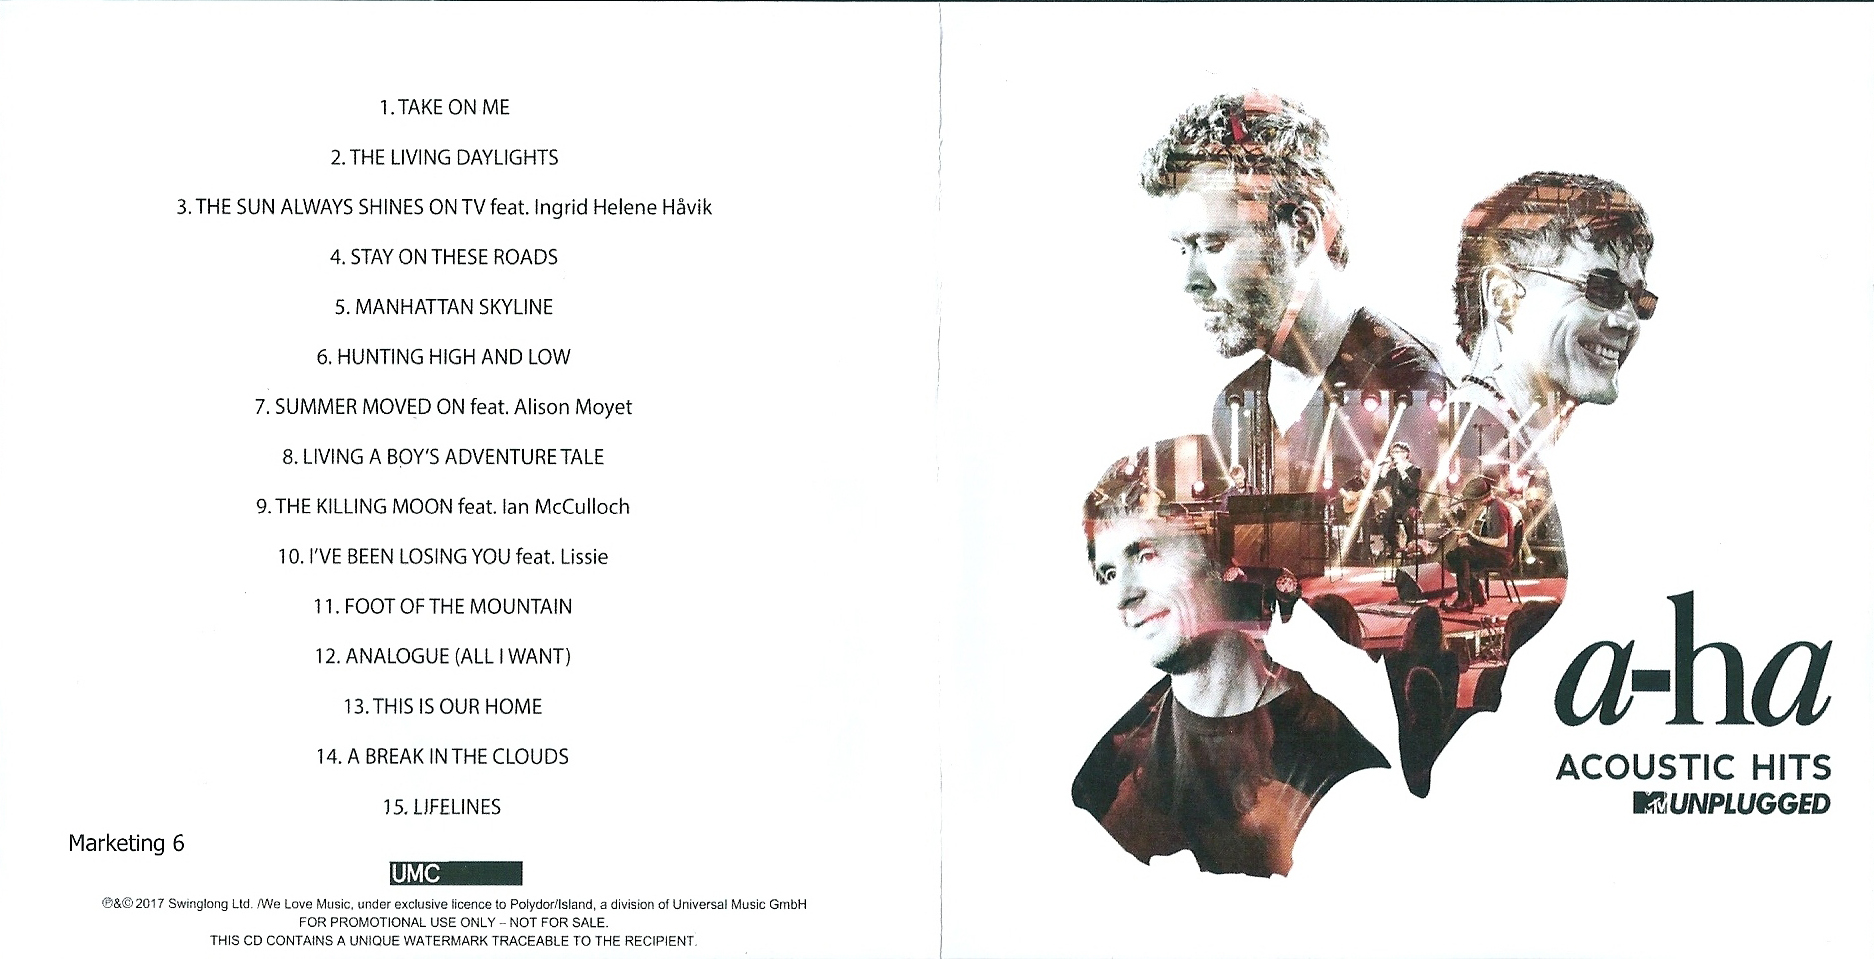 1. TAKE ON ME
2. THE LIVING DAYLIGHTS
3. THE SUN ALWAYS SHINES ON TV feat. Ingrid Helene Håvik
4. STAY ON THESE ROADS
5. MANHATTAN SKYLINE
6. HUNTING HIGH AND LOW
7. SUMMER MOVED ON feat. Alison Moyet
8. LIVING A BOY'S ADVENTURE TALE
9. THE KILLING MOON feat. Ian McCulloch
10. I'VE BEEN LOSING YOU feat. Lissie
11. FOOT OF THE MOUNTAIN
12. ANALOGUE (ALL I WANT)
13. THIS IS OUR HOME
14. A BREAK IN THE CLOUDS
15. LIFELINES
Marketing 6
UMC
℗&© 2017 Swinglong Ltd. /We Love Music, under exclusive licence to Polydor/Island, a division of Universal Music GmbH
FOR PROMOTIONAL USE ONLY – NOT FOR SALE.
THIS CD CONTAINS A UNIQUE WATERMARK TRACEABLE TO THE RECIPIENT.
a-ha
ACOUSTIC HITS
MTV UNPLUGGED